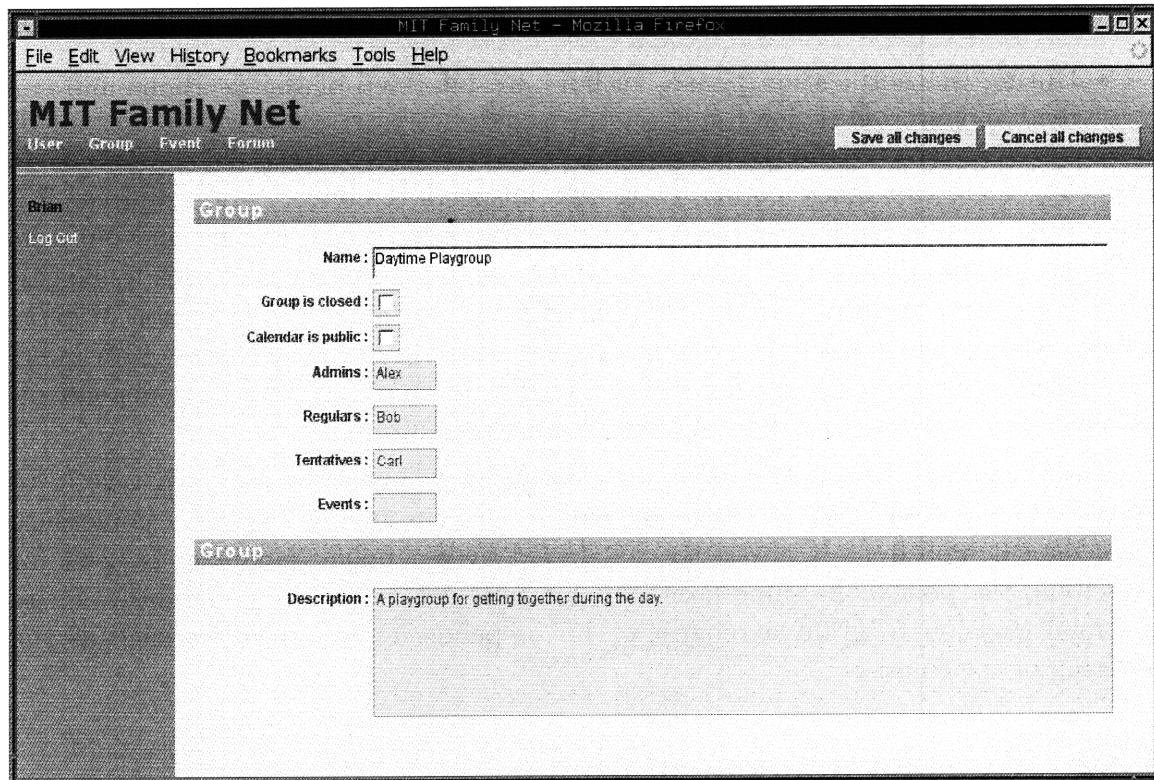 MIT Family Net - Mozilla Firefox
File Edit View History Bookmarks Tools Help
MIT Family Net
User Group Event Forum
Save all changes Cancel all changes
Brian
Log Out
Group
Name : Daytime Playgroup
Group is closed :
Calendar is public :
Admins : Alex
Regulars : Bob
Tentatives : Carl
Events :
Group
Description : A playgroup for getting together during the day.